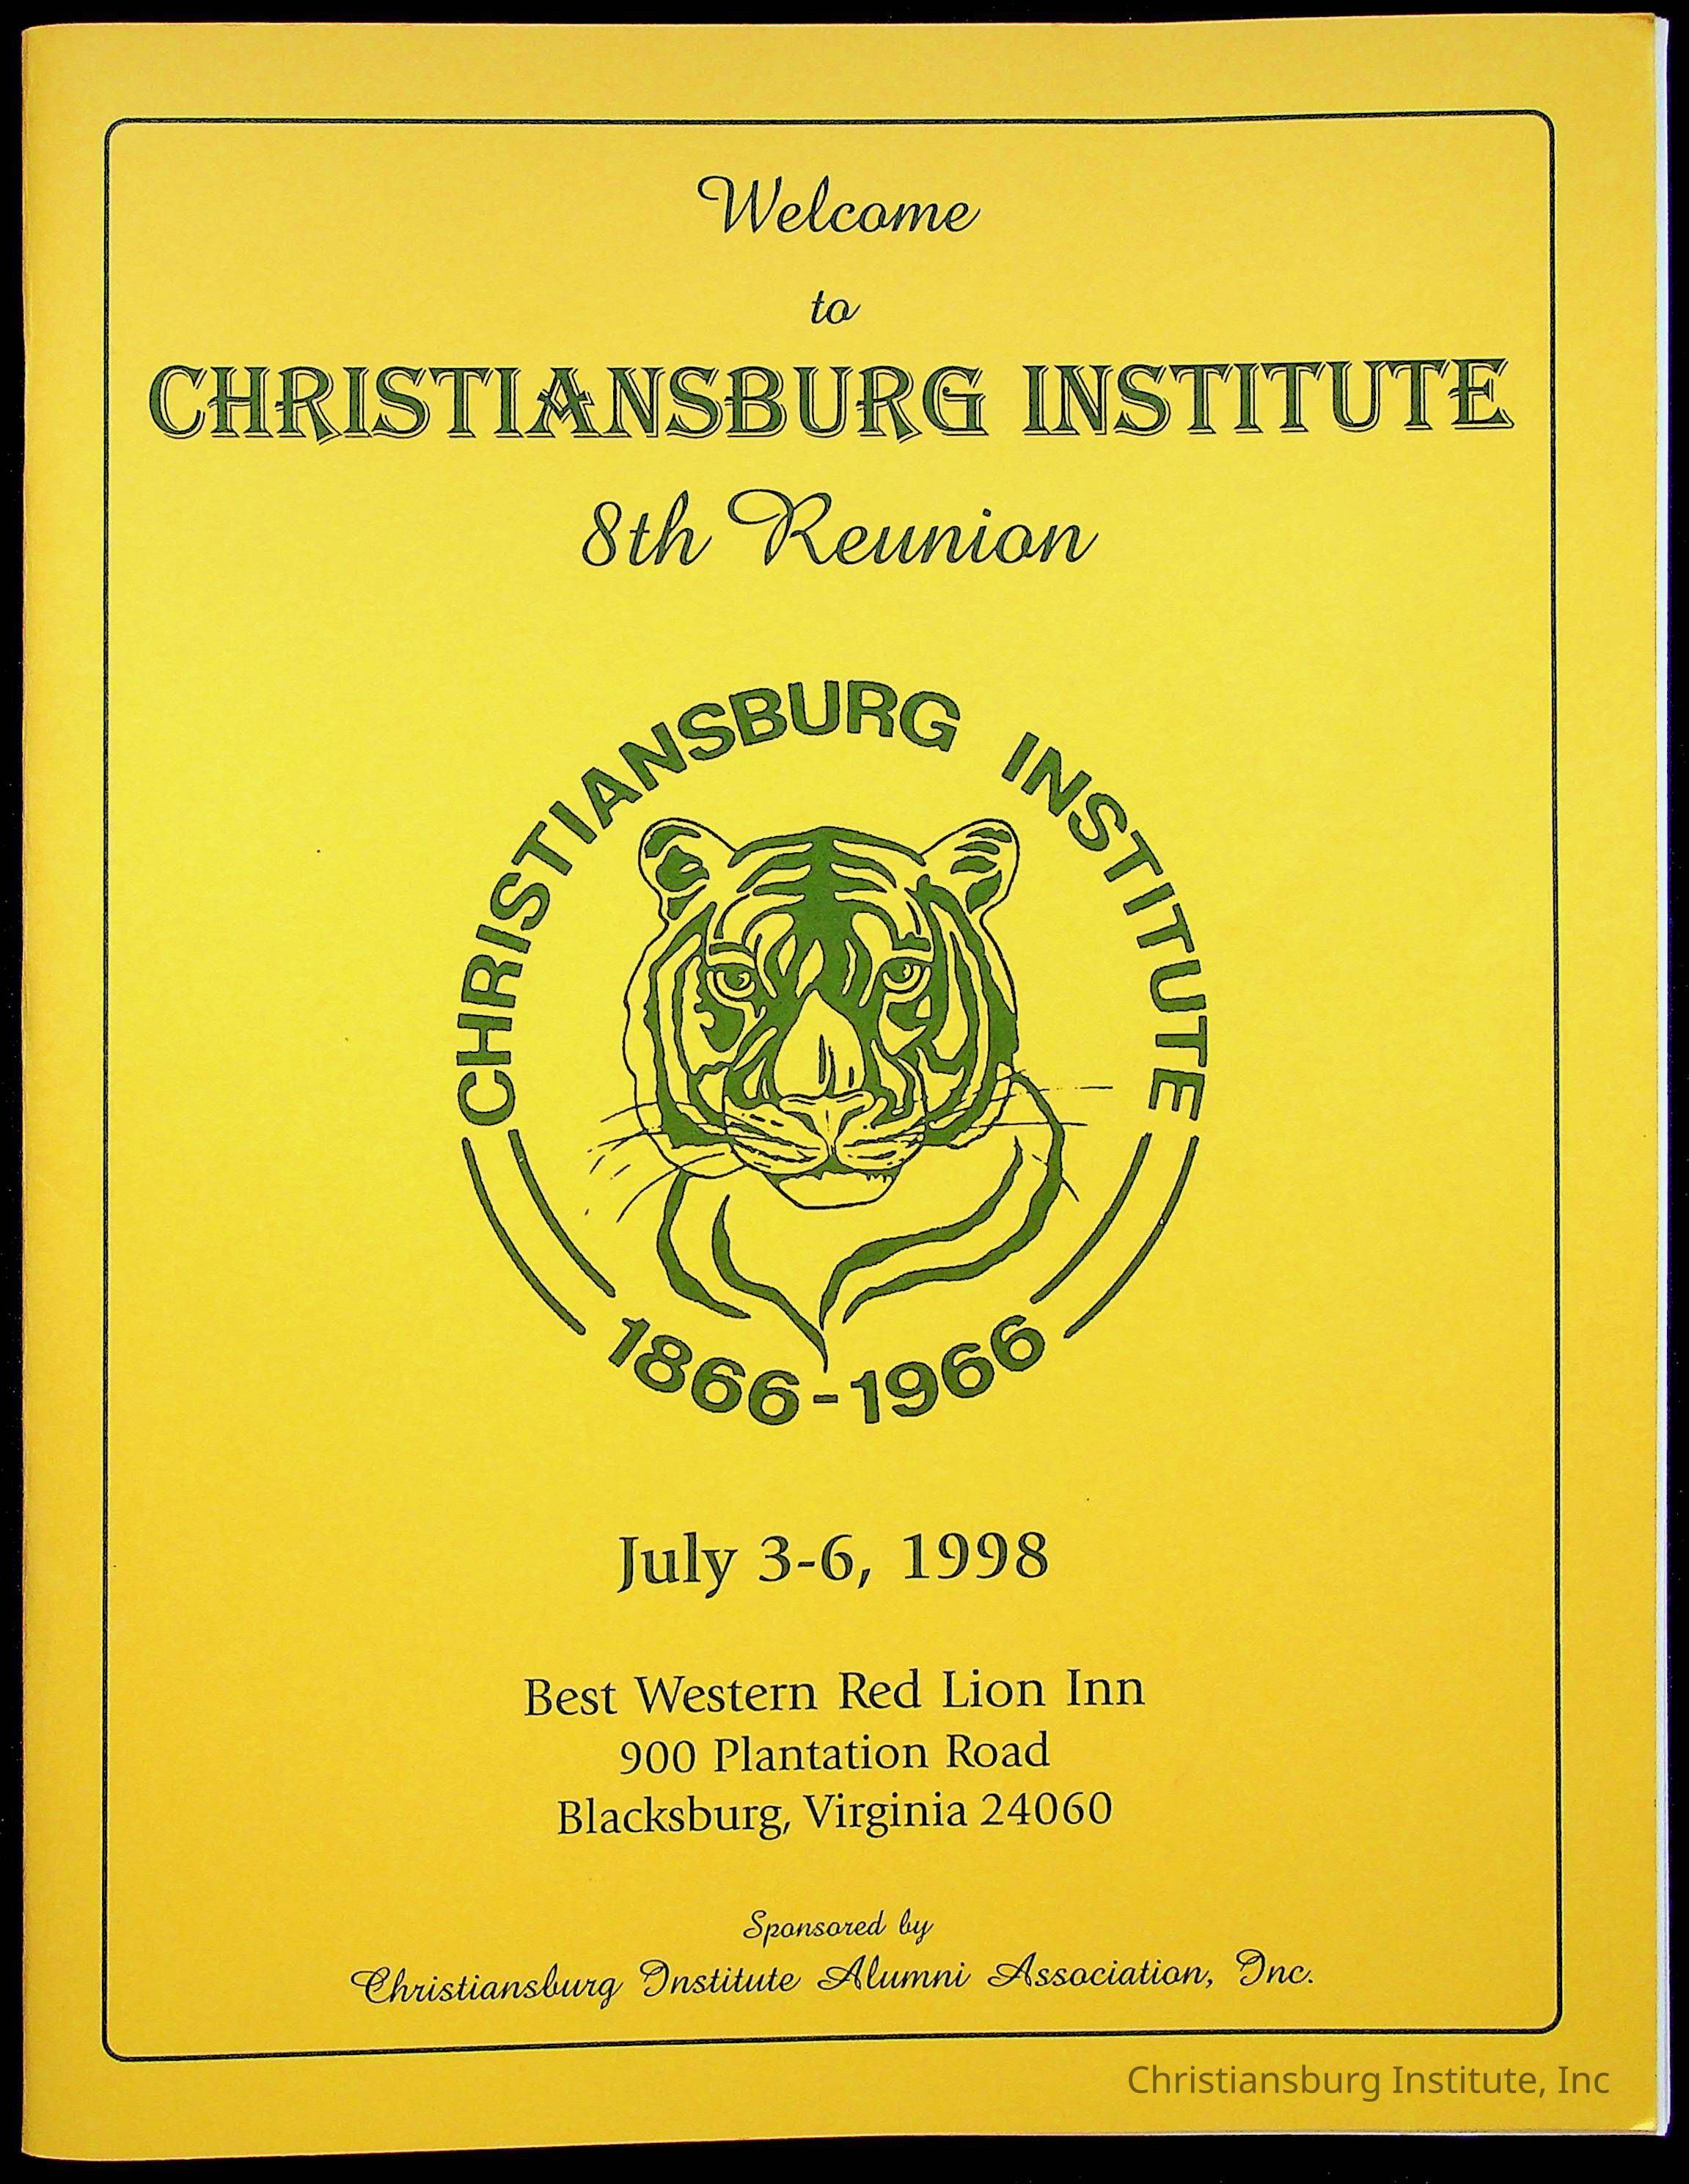 Welcome
to
CHRISTIANSBURG INSTITUTE
8th Reunion
CHRISTIANSBURG INSTITUTE
1866-1966
July 3-6, 1998
Best Western Red Lion Inn
900 Plantation Road
Blacksburg, Virginia 24060
Sponsored by
Christiansburg Institute Alumni Association, Inc.
Christiansburg Institute, Inc